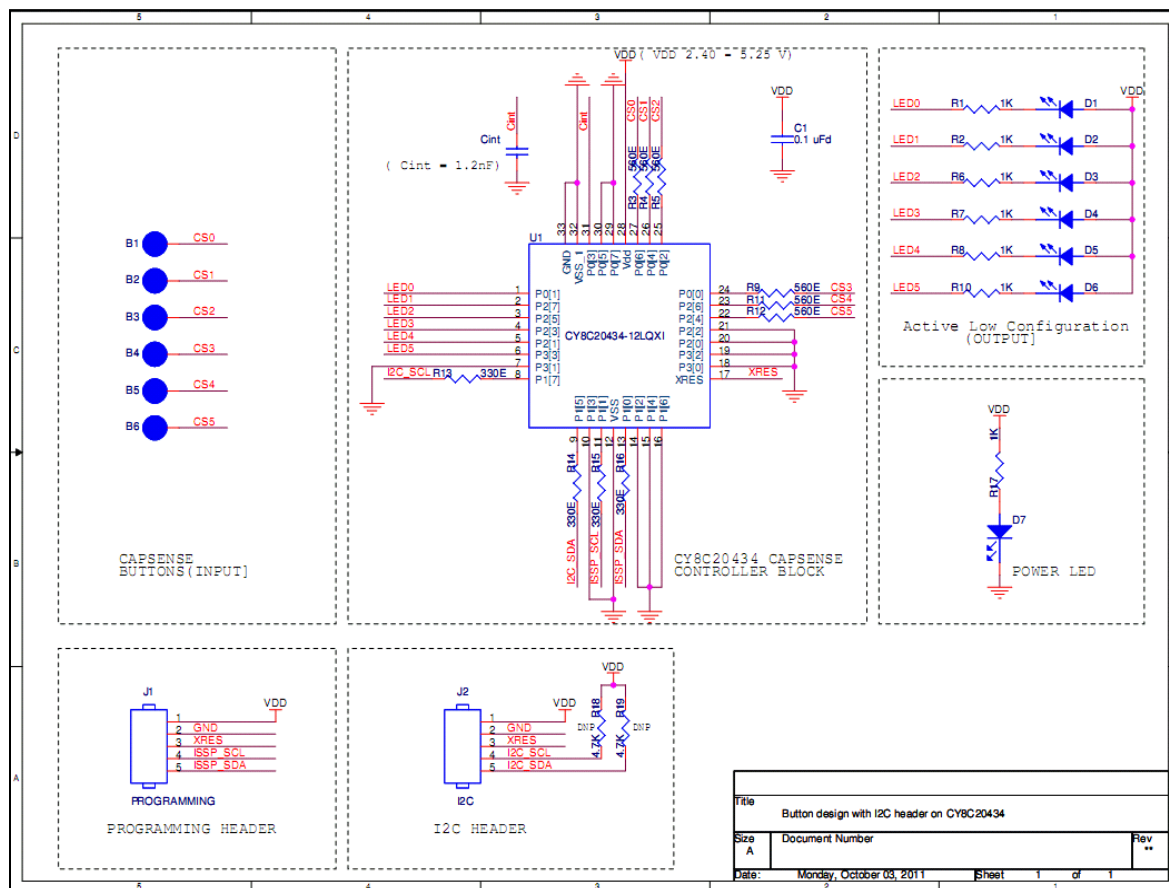 5 4 3 2 1
D
C
B
A
B1 CS0
B2 CS1
B3 CS2
B4 CS3
B5 CS4
B6 CS5
CAPSENSE
BUTTONS(INPUT]
VDD ( VDD 2.40 - 5.25 V)
Cint
Cint
( Cint = 1.2nF)
Cint
CS0
CS1
CS2
560E
560E
560E
R3
R4
R5
VDD
C1
0.1 uFd
U1
33 32 31 30 29 28 27 26 25
GND
VSS_1
P0[3]
P0[5]
P0[7]
Vdd
P0[6]
P0[4]
P0[2]
LED0 1 P0[1]
LED1 2 P2[7]
LED2 3 P2[5]
LED3 4 P2[3]
LED4 5 P2[1]
LED5 6 P3[3]
7 P3[1]
I2C_SCL R13 330E 8 P1[7]
CY8C20434-12LQXI
P0[0] 24 R9 560E CS3
P2[6] 23 R11 560E CS4
P2[4] 22 R12 560E CS5
P2[2] 21
P2[0] 20
P3[2] 19
P3[0] 18
XRES 17 XRES
P1[5]
P1[3]
P1[1]
VSS
P1[0]
P1[2]
P1[4]
P1[6]
9 10 11 12 13 14 15 16
R14
R15
R16
330E
330E
330E
I2C_SDA
ISSP_SCL
ISSP_SDA
CY8C20434 CAPSENSE
CONTROLLER BLOCK
VDD
LED0 R1 1K D1
LED1 R2 1K D2
LED2 R6 1K D3
LED3 R7 1K D4
LED4 R8 1K D5
LED5 R10 1K D6
Active Low Configuration
(OUTPUT]
VDD
1K
R17
D7
POWER LED
J1
VDD
1
2 GND
3 XRES
4 ISSP_SCL
5 ISSP_SDA
PROGRAMMING
PROGRAMMING HEADER
J2
VDD
1
2 GND
3 XRES
4 I2C_SCL
5 I2C_SDA
I2C
VDD
R18
R19
DNP
DNP
4.7K
4.7K
I2C HEADER
Title
Button design with I2C header on CY8C20434
Size Document Number Rev
A **
Date: Monday, October 03, 2011 Sheet 1 of 1
5 4 3 2 1